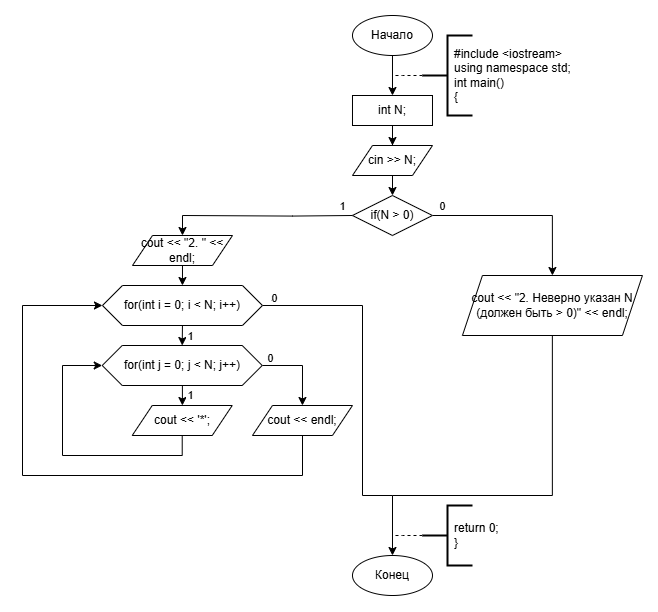 Начало
#include <iostream>
using namespace std;
int main()
{
int N;
cin >> N;
1
if(N > 0)
0
cout << "2. " <<
endl;
cout << "2. Неверно указан N
(должен быть > 0)" << endl;
for(int i = 0; i < N; i++)
0
1
for(int j = 0; j < N; j++)
0
1
cout << '*';
cout << endl;
return 0;
}
Конец